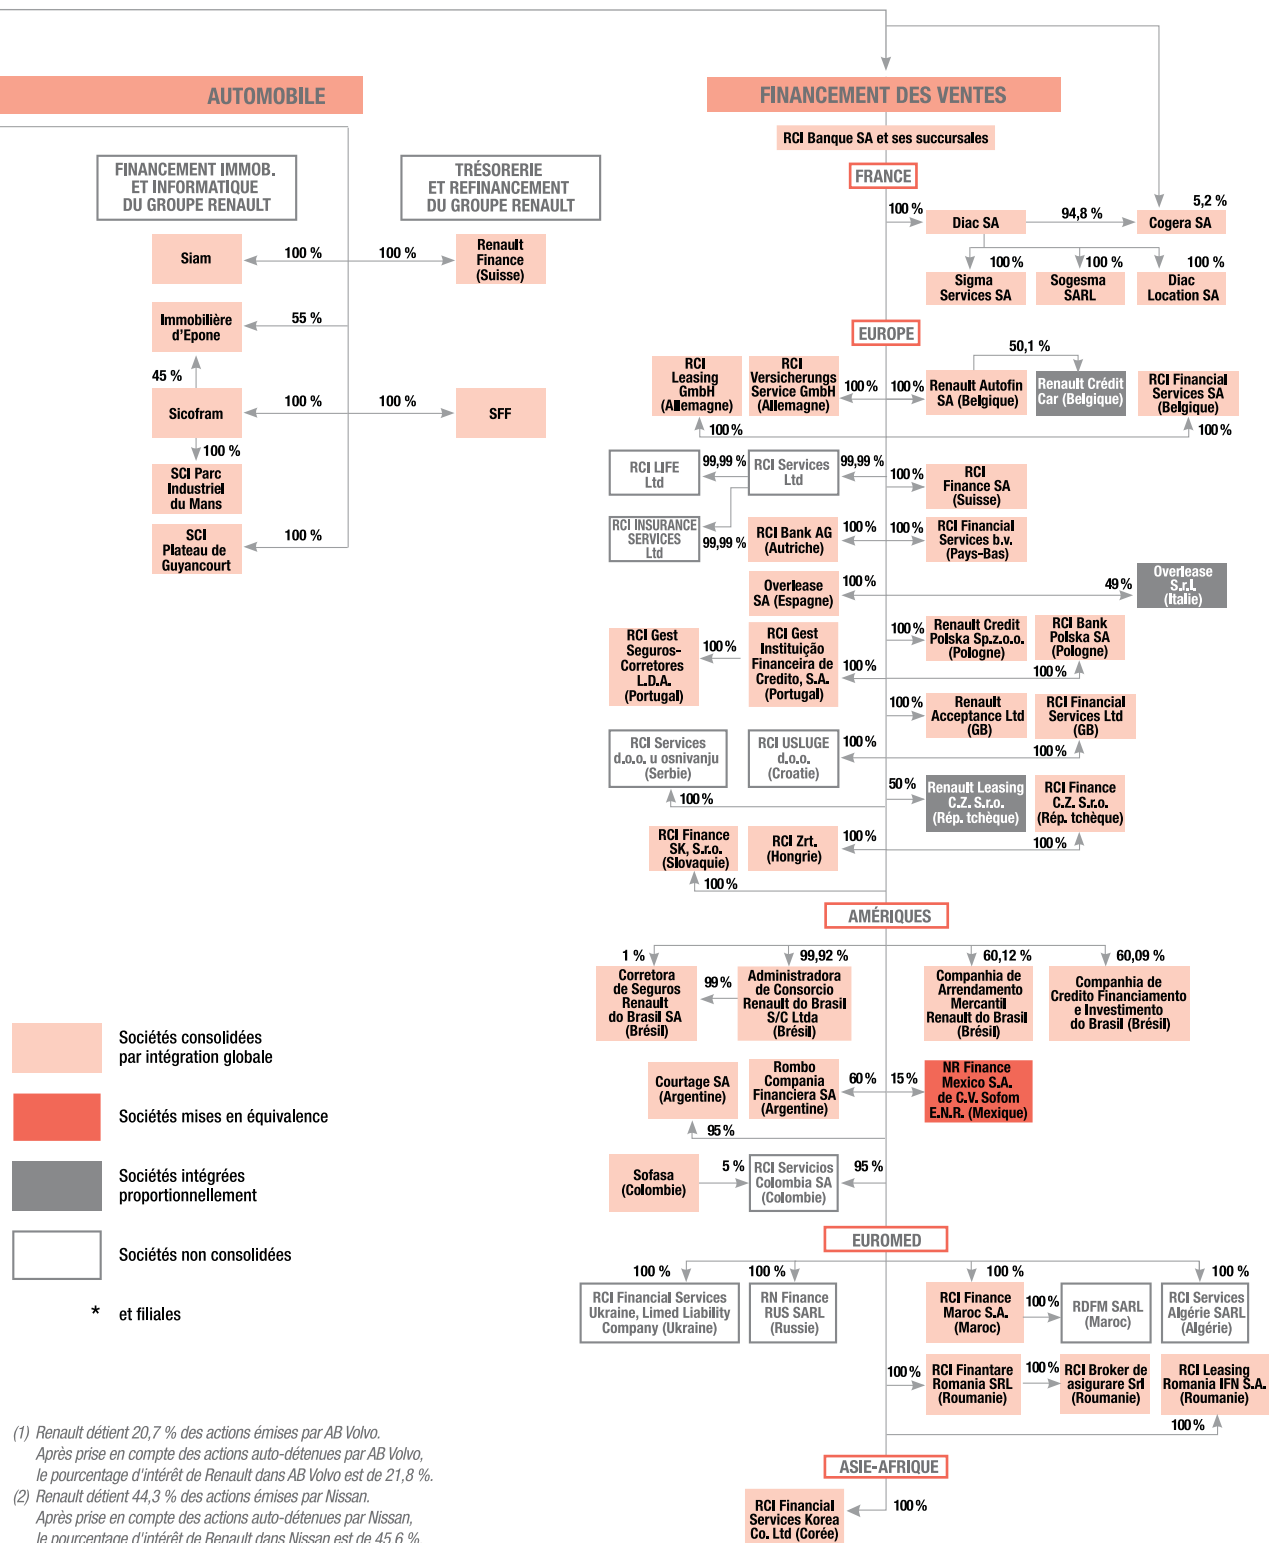 AUTOMOBILE
FINANCEMENT IMMOB.
ET INFORMATIQUE
DU GROUPE RENAULT
TRÉSORERIE
ET REFINANCEMENT
DU GROUPE RENAULT
Siam
100 %
100 %
Renault
Finance
(Suisse)
Immobilière
d'Epone
55 %
45 %
Sicofram
100 %
100 %
SFF
100 %
SCI Parc
Industriel
du Mans
SCI
Plateau de
Guyancourt
100 %
Sociétés consolidées
par intégration globale
Sociétés mises en équivalence
Sociétés intégrées
proportionnellement
Sociétés non consolidées
* et filiales
(1) Renault détient 20,7 % des actions émises par AB Volvo.
Après prise en compte des actions auto-détenues par AB Volvo,
le pourcentage d'intérêt de Renault dans AB Volvo est de 21,8 %.
(2) Renault détient 44,3 % des actions émises par Nissan.
Après prise en compte des actions auto-détenues par Nissan,
le pourcentage d'intérêt de Renault dans Nissan est de 45,6 %.
FINANCEMENT DES VENTES
RCI Banque SA et ses succursales
FRANCE
100 %
Diac SA
94,8 %
5,2 %
Cogera SA
100 %
100 %
100 %
Sigma
Services SA
Sogesma
SARL
Diac
Location SA
EUROPE
50,1 %
RCI
Leasing
GmbH
(Allemagne)
RCI
Versicherungs
Service GmbH
(Allemagne)
100 %
100 %
Renault Autofin
SA (Belgique)
Renault Crédit
Car (Belgique)
RCI Financial
Services SA
(Belgique)
100 %
100 %
RCI LIFE
Ltd
99,99 %
RCI Services
Ltd
99,99 %
100 %
RCI
Finance SA
(Suisse)
RCI INSURANCE
SERVICES
Ltd
99,99 %
RCI Bank AG
(Autriche)
100 %
100 %
RCI Financial
Services b.v.
(Pays-Bas)
Overlease
SA (Espagne)
100 %
49 %
Overlease
S.r.l.
(Italie)
RCI Gest
Seguros-
Corretores
L.D.A.
(Portugal)
100 %
RCI Gest
Instituição
Financeira de
Credito, S.A.
(Portugal)
100 %
100 %
Renault Credit
Polska Sp.z.o.o.
(Pologne)
RCI Bank
Polska SA
(Pologne)
100 %
100 %
Renault
Acceptance Ltd
(GB)
RCI Financial
Services Ltd
(GB)
100 %
RCI Services
d.o.o. u osnivanju
(Serbie)
RCI USLUGE
d.o.o.
(Croatie)
100 %
100 %
50 %
Renault Leasing
C.Z. S.r.o.
(Rép. tchèque)
RCI Finance
C.Z. S.r.o.
(Rép. tchèque)
100 %
RCI Finance
SK, S.r.o.
(Slovaquie)
RCI Zrt.
(Hongrie)
100 %
100 %
AMÉRIQUES
1 %
99,92 %
60,12 %
60,09 %
Corretora
de Seguros
Renault
do Brasil SA
(Brésil)
99 %
Administradora
de Consorcio
Renault do Brasil
S/C Ltda
(Brésil)
Companhia de
Arrendamento
Mercantil
Renault do Brasil
(Brésil)
Companhia de
Credito Financiamento
e Investimento
do Brasil (Brésil)
Courtage SA
(Argentine)
Rombo
Compania
Financiera SA
(Argentine)
60 %
15 %
NR Finance
Mexico S.A.
de C.V. Sofom
E.N.R. (Mexique)
95 %
Sofasa
(Colombie)
5 %
RCI Servicios
Colombia SA
(Colombie)
95 %
EUROMED
100 %
100 %
100 %
100 %
RCI Financial Services
Ukraine, Limed Liability
Company (Ukraine)
RN Finance
RUS SARL
(Russie)
RCI Finance
Maroc S.A.
(Maroc)
100 %
RDFM SARL
(Maroc)
RCI Services
Algérie SARL
(Algérie)
100 %
RCI Finantare
Romania SRL
(Roumanie)
100 %
RCI Broker de
asigurare Srl
(Roumanie)
RCI Leasing
Romania IFN S.A.
(Roumanie)
100 %
ASIE-AFRIQUE
RCI Financial
Services Korea
Co. Ltd (Corée)
100 %